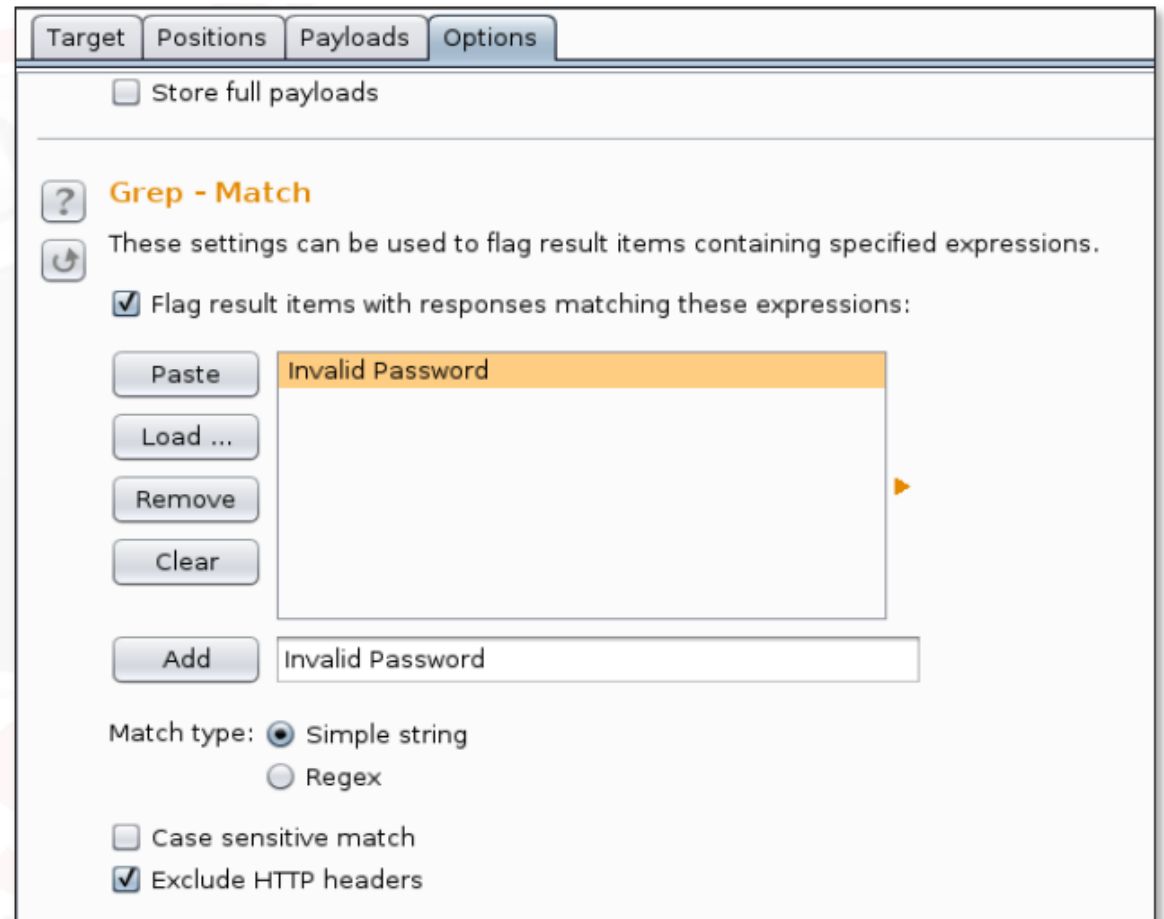 Target Positions Payloads Options
Store full payloads
?
Grep - Match
These settings can be used to flag result items containing specified expressions.
Flag result items with responses matching these expressions:
Paste
Invalid Password
Load ...
Remove
Clear
Add
Invalid Password
Match type: Simple string
Regex
Case sensitive match
Exclude HTTP headers